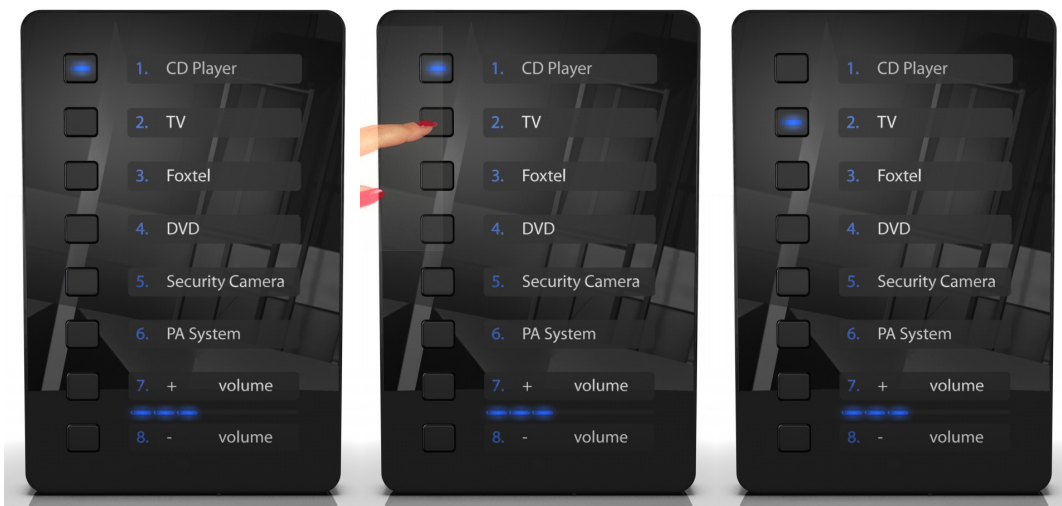 1. CD Player
2. TV
3. Foxtel
4. DVD
5. Security Camera
6. PA System
7. + volume
8. - volume
1. CD Player
2. TV
3. Foxtel
4. DVD
5. Security Camera
6. PA System
7. + volume
8. - volume
1. CD Player
2. TV
3. Foxtel
4. DVD
5. Security Camera
6. PA System
7. + volume
8. - volume